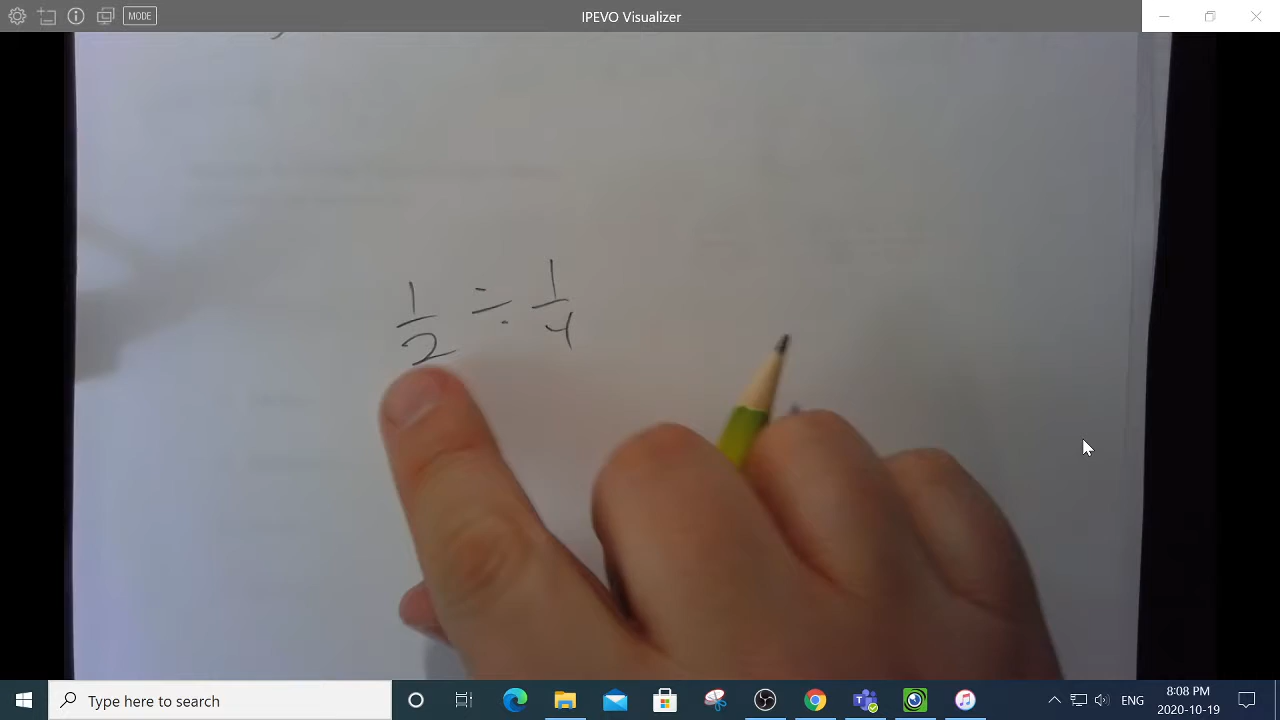 IPEVO Visualizer
MODE
1/2 ÷ 1/4
Type here to search
ENG
8:08 PM
2020-10-19